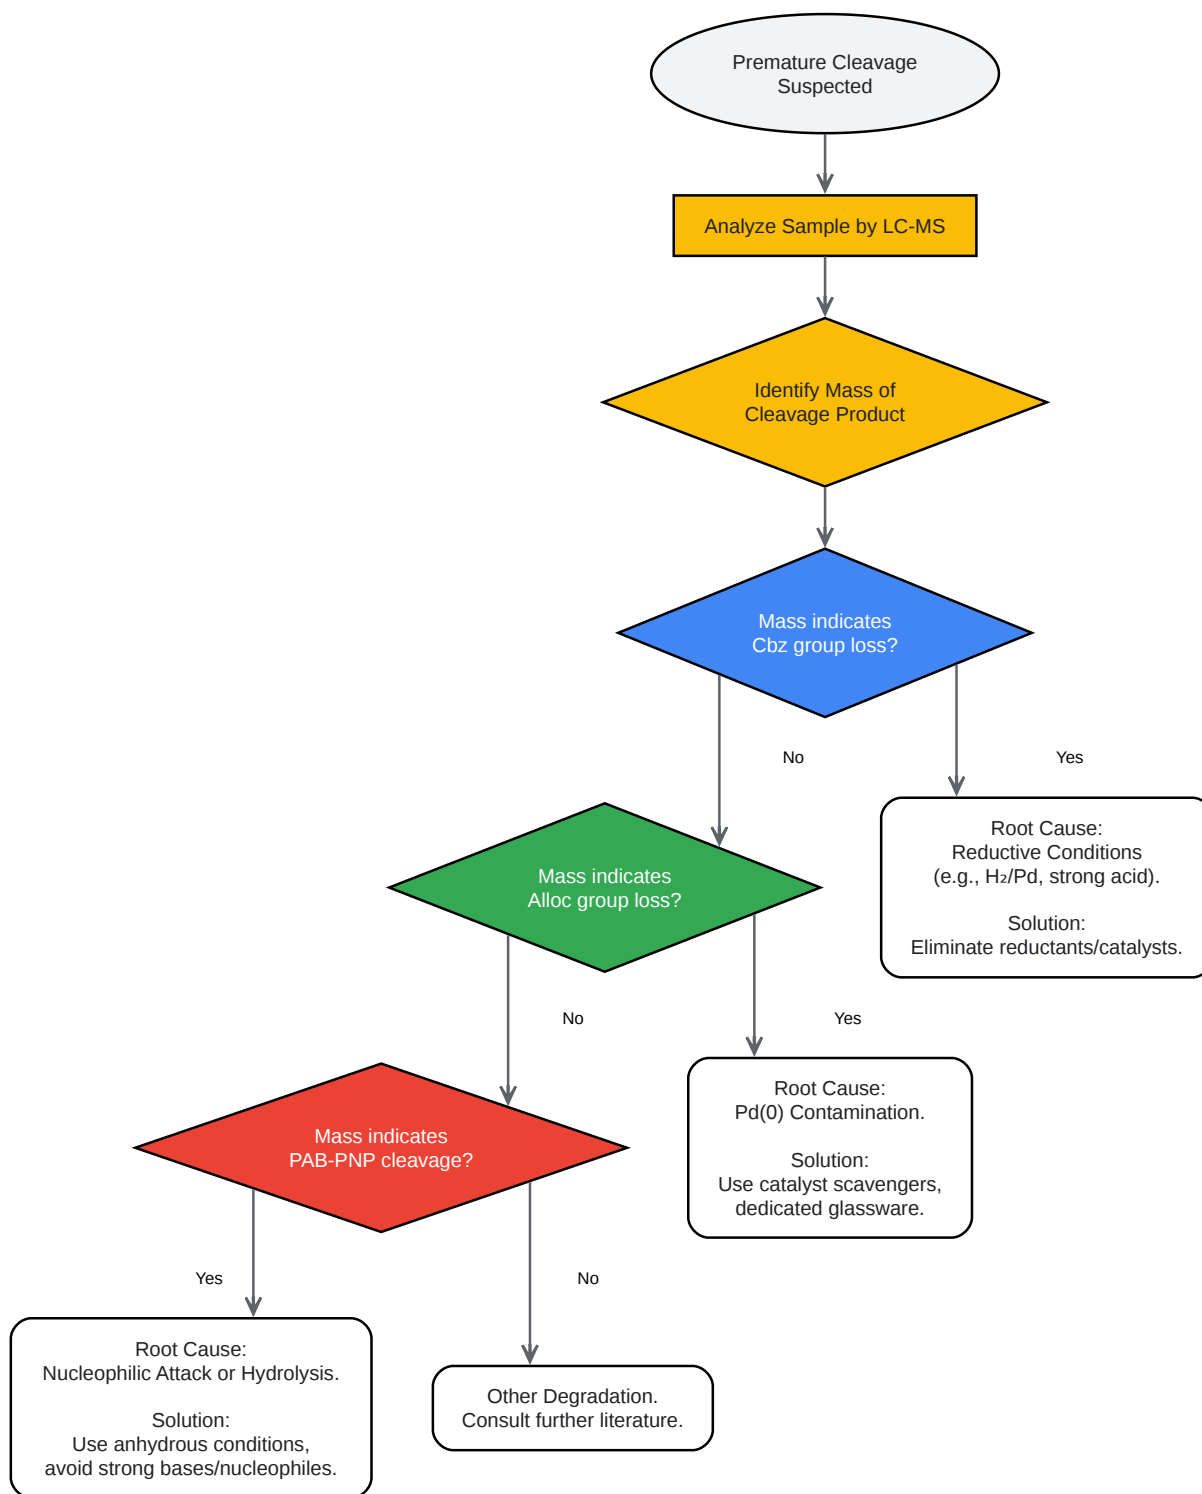 Premature Cleavage
Suspected
Analyze Sample by LC-MS
Identify Mass of
Cleavage Product
Mass indicates
Cbz group loss?
No
Yes
Root Cause:
Reductive Conditions
(e.g., H₂/Pd, strong acid).
Solution:
Eliminate reductants/catalysts.
Mass indicates
Alloc group loss?
No
Yes
Root Cause:
Pd(0) Contamination.
Solution:
Use catalyst scavengers,
dedicated glassware.
Mass indicates
PAB-PNP cleavage?
Yes
No
Root Cause:
Nucleophilic Attack or Hydrolysis.
Solution:
Use anhydrous conditions,
avoid strong bases/nucleophiles.
Other Degradation.
Consult further literature.